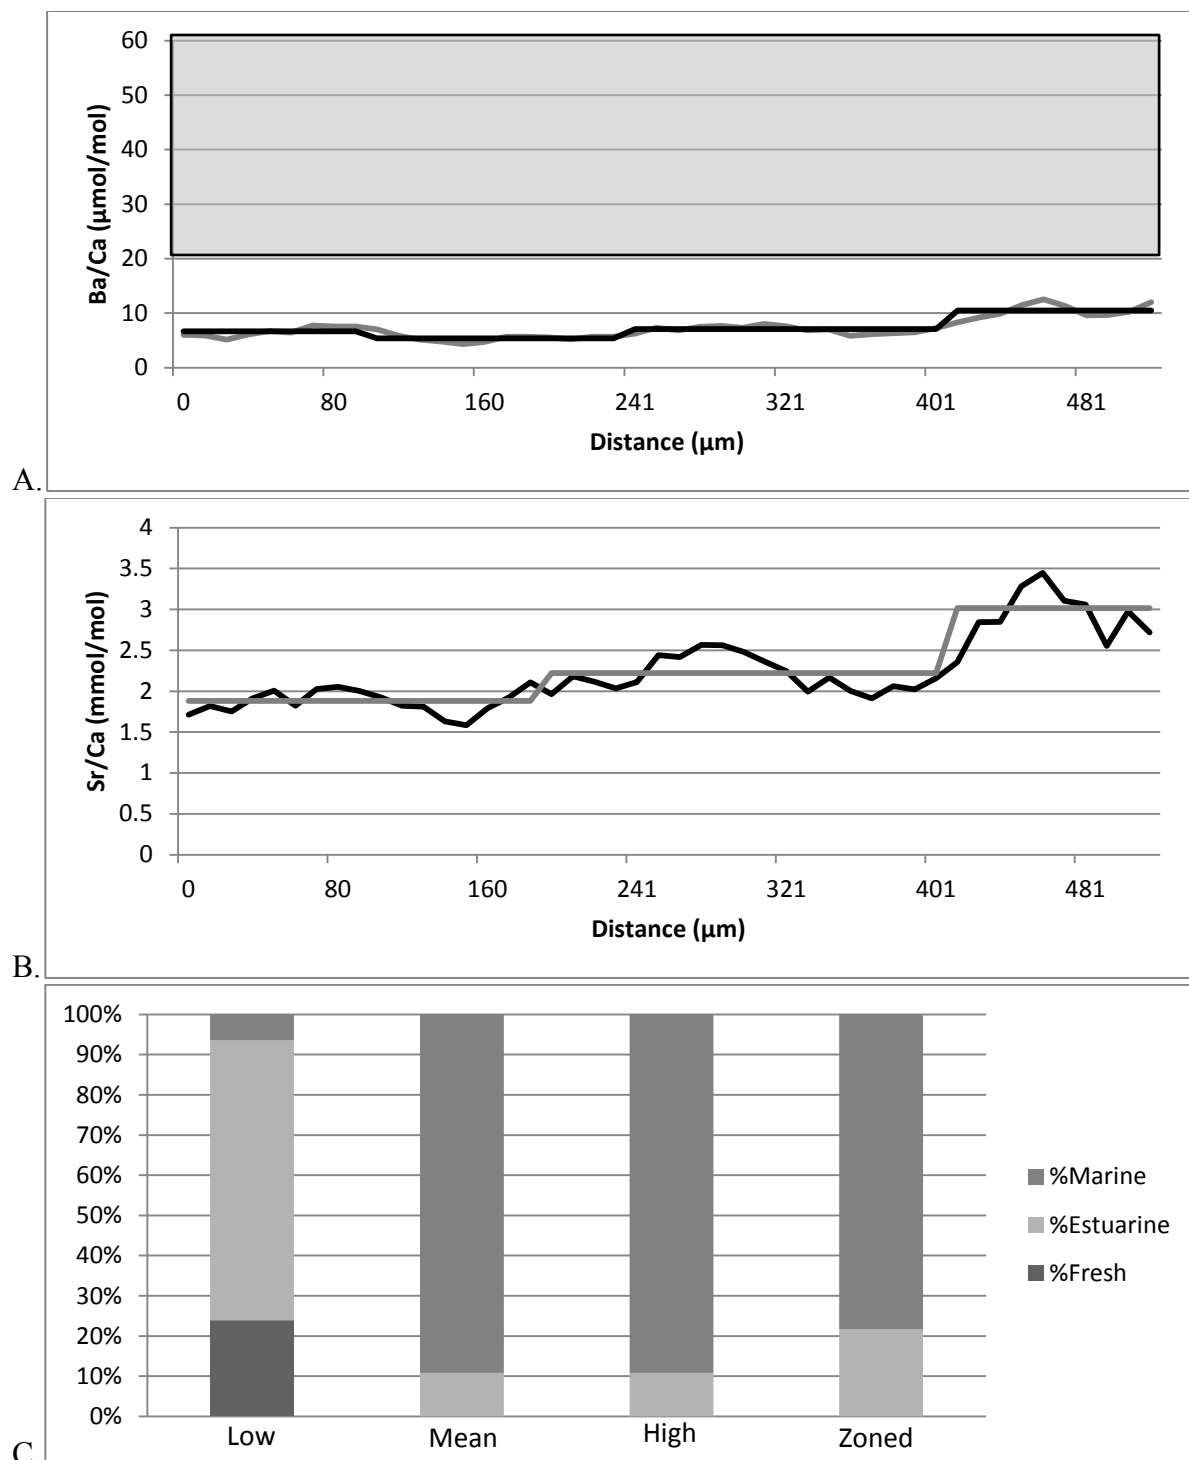 60
50
40
30
20
10
0
Ba/Ca (µmol/mol)
0 80 160 241 321 401 481
Distance (µm)
A.
4
3.5
3
2.5
2
1.5
1
0.5
0
Sr/Ca (mmol/mol)
0 80 160 241 321 401 481
Distance (µm)
B.
100%
90%
80%
70%
60%
50%
40%
30%
20%
10%
0%
Low Mean High Zoned
%Marine
%Estuarine
%Fresh
C